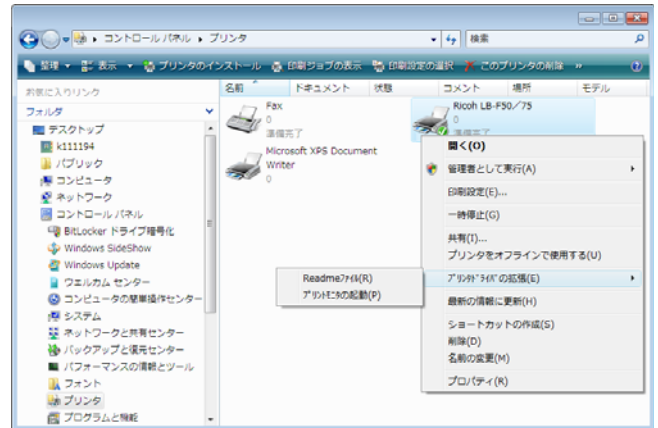 コントロール パネル ▸ プリンタ
検索
整理 表示 プリンタのインストール 印刷ジョブの表示 印刷設定の選択 このプリンタの削除 »
お気に入りリンク
フォルダ
デスクトップ
k111194
パブリック
コンピュータ
ネットワーク
コントロール パネル
BitLocker ドライブ暗号化
Windows SideShow
Windows Update
ウェルカム センター
コンピュータの簡単操作センター
システム
ネットワークと共有センター
バックアップと復元センター
パフォーマンスの情報とツール
フォント
プリンタ
プログラムと機能
名前 ドキュメント 状態 コメント 場所 モデル
Fax
0
準備完了
Microsoft XPS Document
Writer
0
Ricoh LB-F50／75
0
準備完了
開く(O)
管理者として実行(A)
印刷設定(E)...
一時停止(G)
共有(I)...
プリンタをオフラインで使用する(U)
ﾌﾟﾘﾝﾀﾄﾞﾗｲﾊﾞの拡張(E)
最新の情報に更新(H)
ショートカットの作成(S)
削除(D)
名前の変更(M)
プロパティ(R)
Readmeﾌｧｲﾙ(R)
ﾌﾟﾘﾝﾄﾓﾆﾀの起動(P)